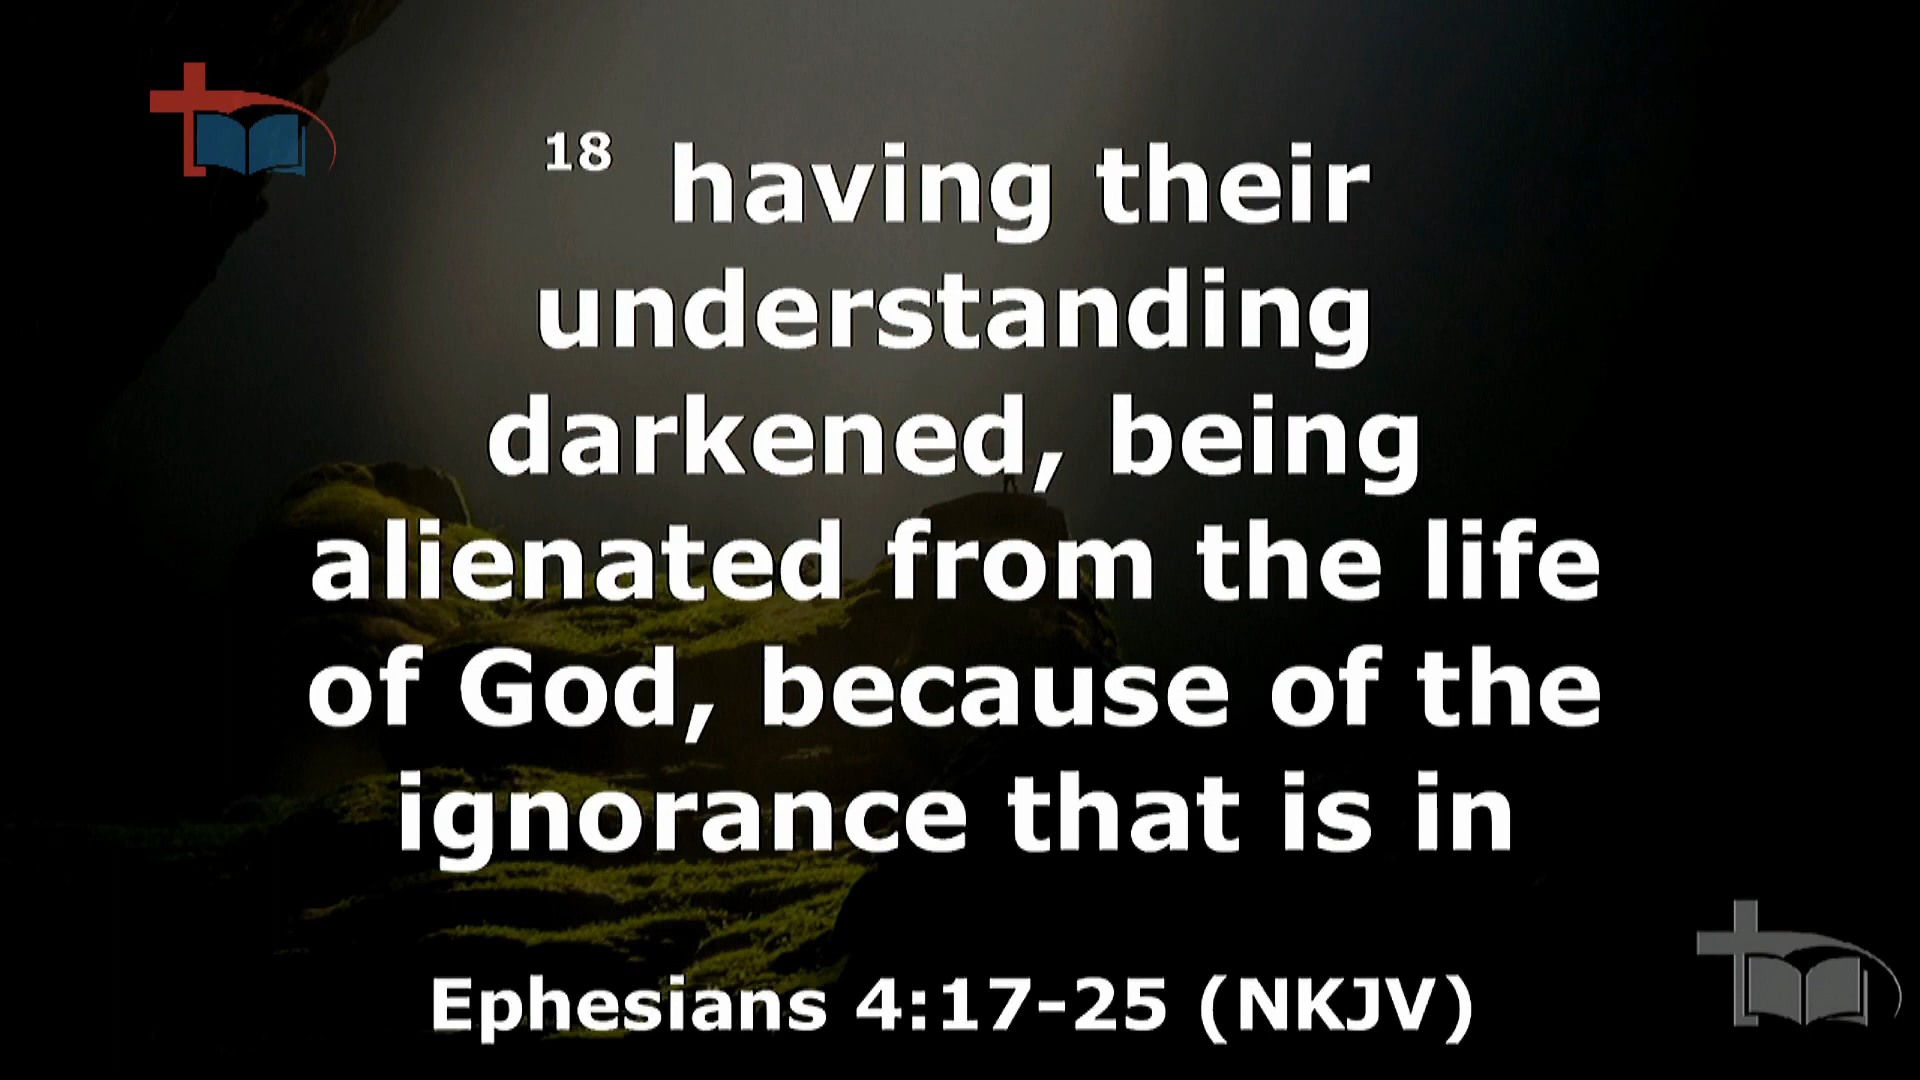 18 having their
understanding
darkened, being
alienated from the life
of God, because of the
ignorance that is in
Ephesians 4:17-25 (NKJV)